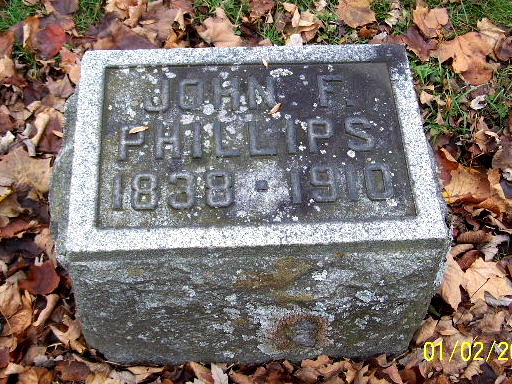 JOHN F.
PHILLIPS
1838 · 1910
01/02/20